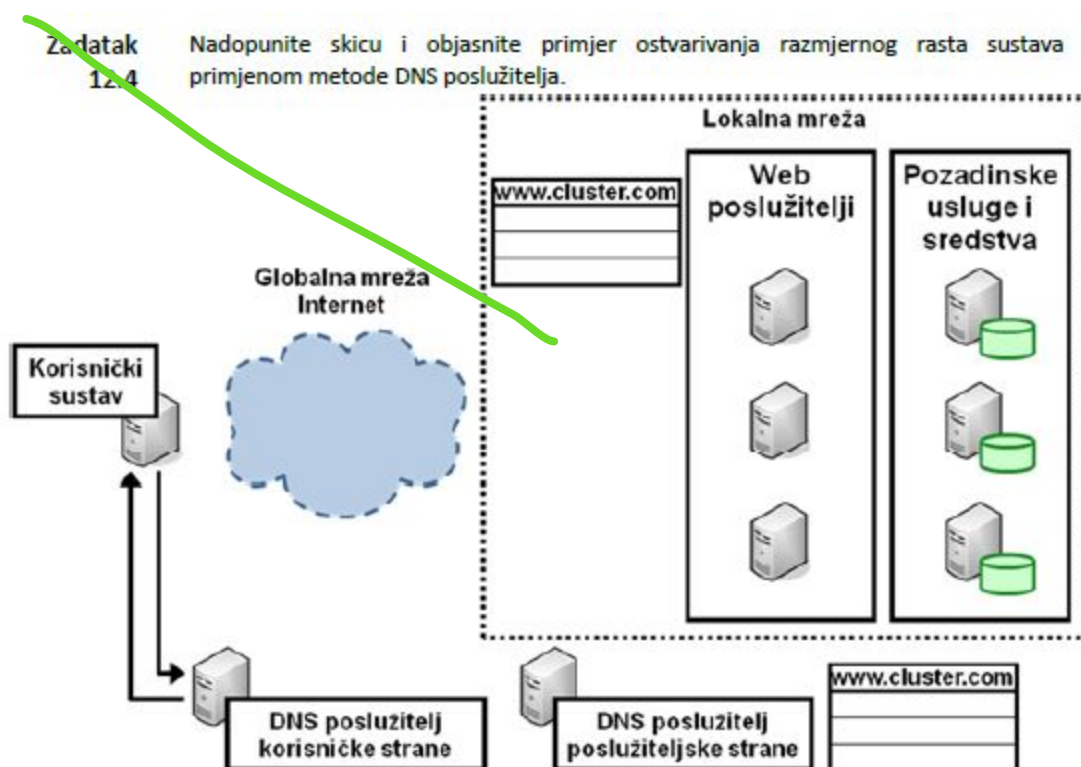 Zadatak
12.4
Nadopunite skicu i objasnite primjer ostvarivanja razmjernog rasta sustava
primjenom metode DNS poslužitelja.
Lokalna mreža
www.cluster.com
Web
poslužitelji
Pozadinske
usluge i
sredstva
Globalna mreža
Internet
Korisnički
sustav
DNS poslužitelj
korisničke strane
DNS poslužitelj
poslužiteljske strane
www.cluster.com